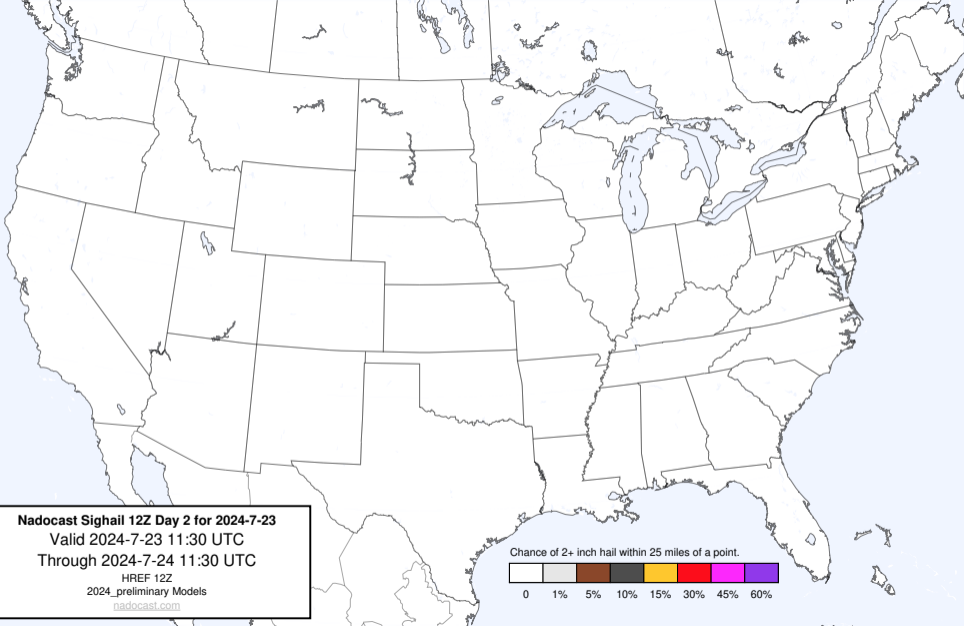 Nadocast Sighail 12Z Day 2 for 2024-7-23
Valid 2024-7-23 11:30 UTC
Through 2024-7-24 11:30 UTC
HREF 12Z
2024_preliminary Models
nadocast.com
Chance of 2+ inch hail within 25 miles of a point.
0 1% 5% 10% 15% 30% 45% 60%